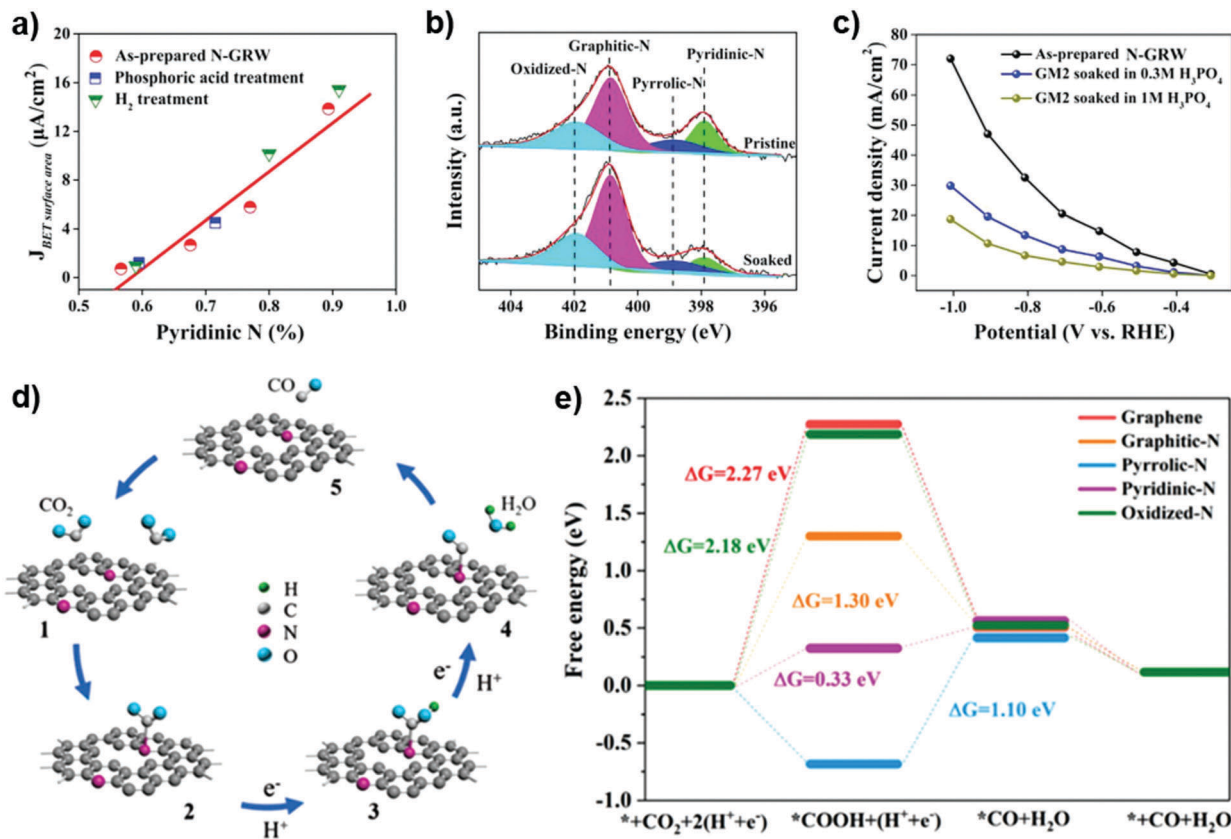 a)
20
16
12
8
4
0
0.5 0.6 0.7 0.8 0.9 1.0
J_BET surface area (μA/cm²)
Pyridinic N (%)
As-prepared N-GRW
Phosphoric acid treatment
H₂ treatment
b)
Graphitic-N
Oxidized-N
Pyridinic-N
Pyrrolic-N
Pristine
Soaked
Intensity (a.u.)
404 402 400 398 396
Binding energy (eV)
c)
80
70
60
50
40
30
20
10
0
-1.0 -0.8 -0.6 -0.4
Current density (mA/cm²)
Potential (V vs. RHE)
As-prepared N-GRW
GM2 soaked in 0.3M H₃PO₄
GM2 soaked in 1M H₃PO₄
d)
CO
5
CO₂
H₂O
1
H
C
N
O
4
e⁻
H⁺
2
e⁻
H⁺
3
e)
2.5
2.0
1.5
1.0
0.5
0.0
-0.5
-1.0
Free energy (eV)
Graphene
Graphitic-N
Pyrrolic-N
Pyridinic-N
Oxidized-N
ΔG=2.27 eV
ΔG=2.18 eV
ΔG=1.30 eV
ΔG=0.33 eV
ΔG=1.10 eV
*+CO₂+2(H⁺+e⁻) *COOH+(H⁺+e⁻) *CO+H₂O *+CO+H₂O